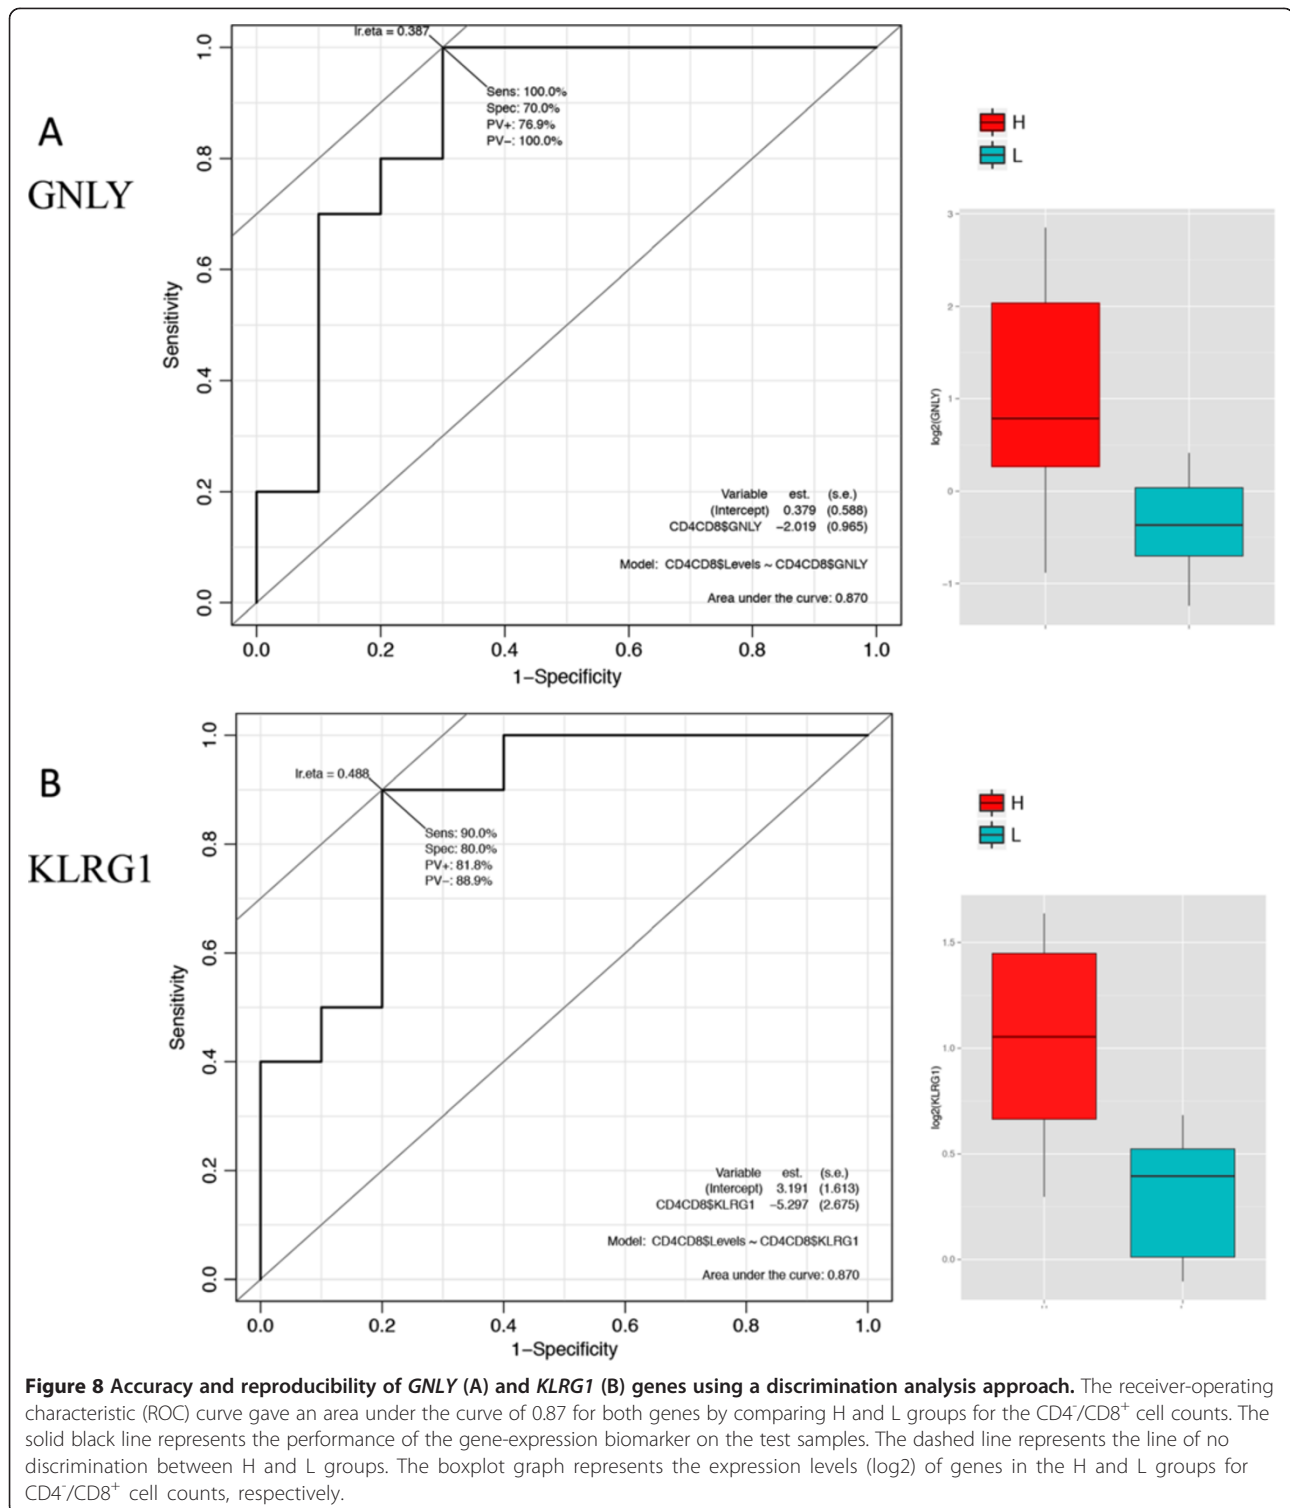 lr.eta = 0.387
Sens: 100.0%
Spec: 70.0%
PV+: 76.9%
PV−: 100.0%
A
GNLY
H
L
Sensitivity
1.0
0.8
0.6
0.4
0.2
0.0
Variable est. (s.e.)
(Intercept) 0.379 (0.588)
CD4CD8$GNLY −2.019 (0.965)
Model: CD4CD8$Levels ~ CD4CD8$GNLY
Area under the curve: 0.870
0.0 0.2 0.4 0.6 0.8 1.0
1−Specificity
log2(GNLY)
3
2
1
0
−1
B
KLRG1
lr.eta = 0.488
Sens: 90.0%
Spec: 80.0%
PV+: 81.8%
PV−: 88.9%
H
L
Sensitivity
1.0
0.8
0.6
0.4
0.2
0.0
Variable est. (s.e.)
(Intercept) 3.191 (1.613)
CD4CD8$KLRG1 −5.297 (2.675)
Model: CD4CD8$Levels ~ CD4CD8$KLRG1
Area under the curve: 0.870
0.0 0.2 0.4 0.6 0.8 1.0
1−Specificity
log2(KLRG1)
1.5
1.0
0.5
0.0
Figure 8 Accuracy and reproducibility of GNLY (A) and KLRG1 (B) genes using a discrimination analysis approach. The receiver-operating
characteristic (ROC) curve gave an area under the curve of 0.87 for both genes by comparing H and L groups for the CD4⁻/CD8⁺ cell counts. The
solid black line represents the performance of the gene-expression biomarker on the test samples. The dashed line represents the line of no
discrimination between H and L groups. The boxplot graph represents the expression levels (log2) of genes in the H and L groups for
CD4⁻/CD8⁺ cell counts, respectively.